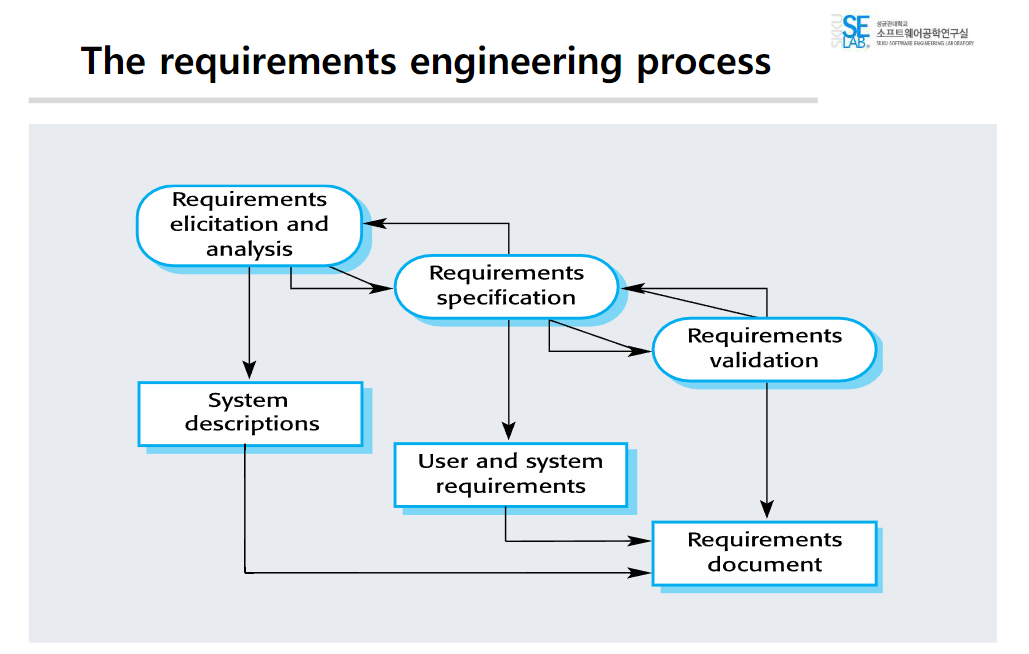 The requirements engineering process
SKKU
SE
LAB.
성균관대학교
소프트웨어공학연구실
SKKU SOFTWARE ENGINEERING LABORATORY
Requirements
elicitation and
analysis
Requirements
specification
Requirements
validation
System
descriptions
User and system
requirements
Requirements
document